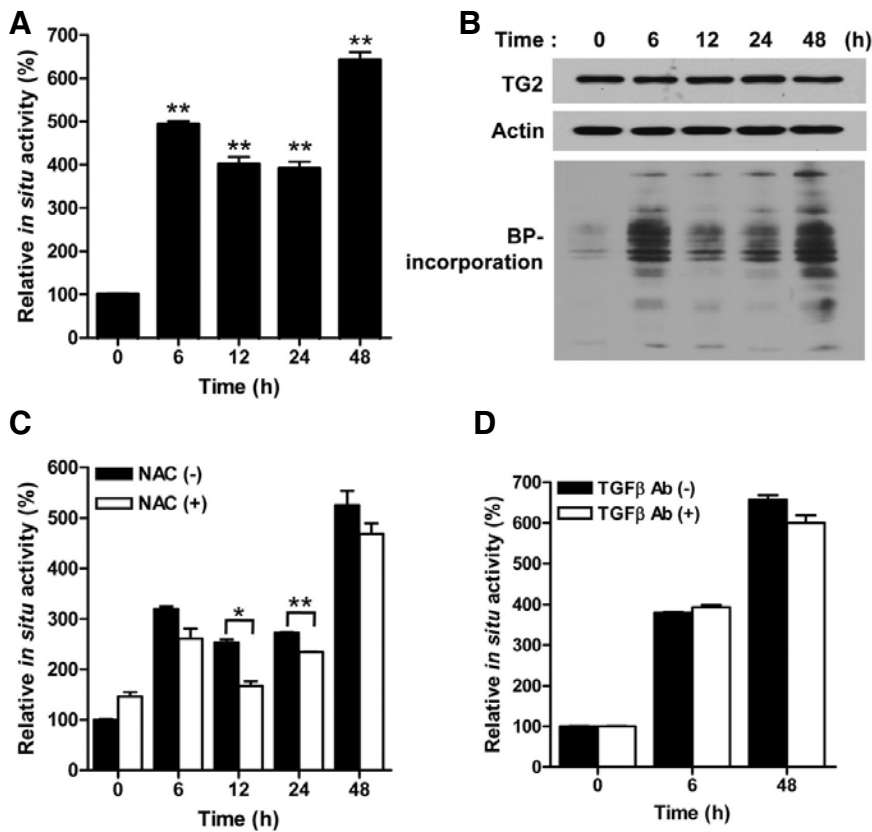 A
Relative in situ activity (%)
700
600
500
400
300
200
100
0
**
**
**
**
0 6 12 24 48
Time (h)
B
Time : 0 6 12 24 48 (h)
TG2
Actin
BP-
incorporation
C
Relative in situ activity (%)
600
500
400
300
200
100
0
NAC (-)
NAC (+)
*
**
0 6 12 24 48
Time (h)
D
Relative in situ activity (%)
700
600
500
400
300
200
100
0
TGFβ Ab (-)
TGFβ Ab (+)
0 6 48
Time (h)